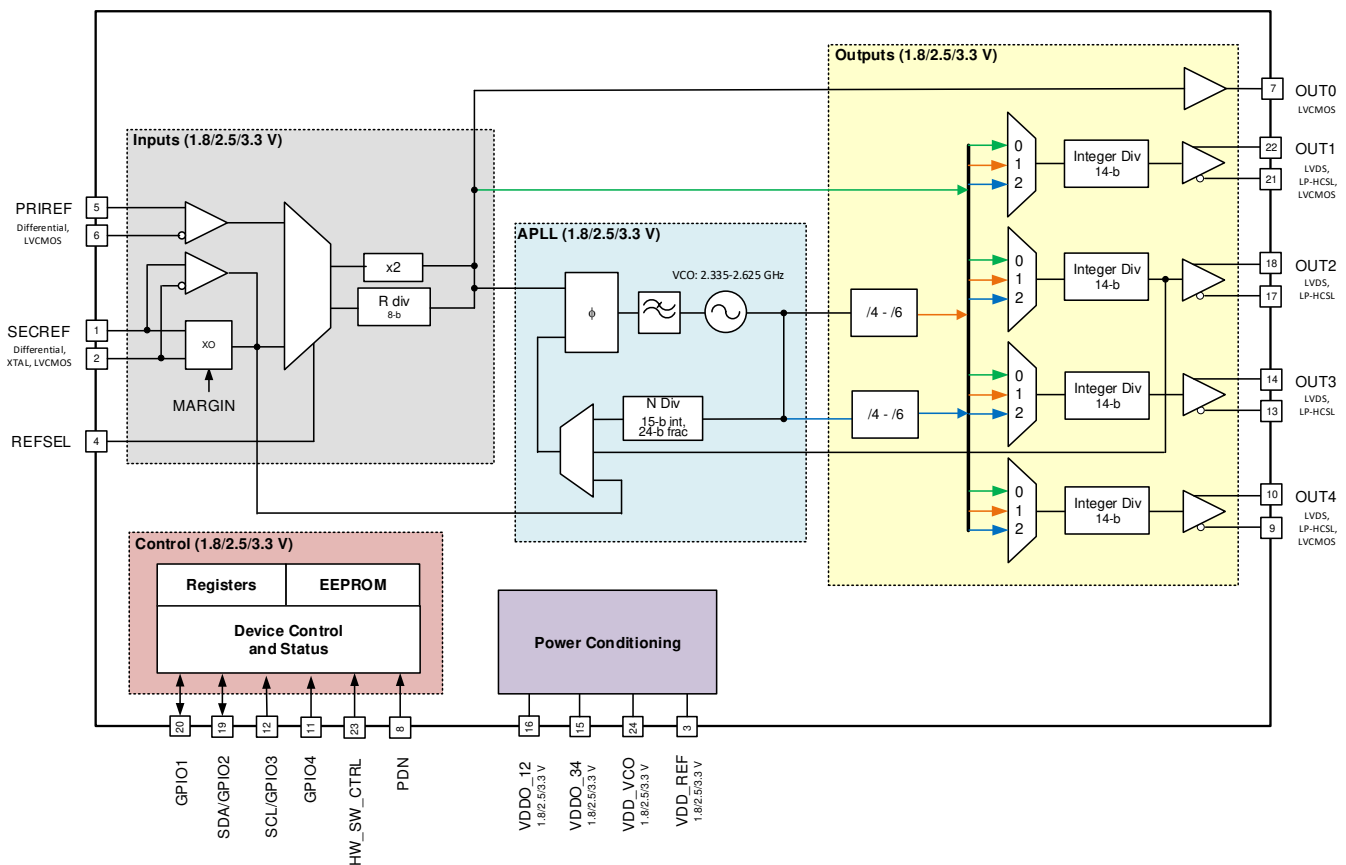 Outputs (1.8/2.5/3.3 V)
7
OUT0
LVCMOS
Inputs (1.8/2.5/3.3 V)
0
1
2
Integer Div
14-b
22
21
OUT1
LVDS,
LP-HCSL,
LVCMOS
PRIREF
Differential,
LVCMOS
5
6
x2
R div
8-b
APLL (1.8/2.5/3.3 V)
VCO: 2.335-2.625 GHz
ϕ
/4 - /6
0
1
2
Integer Div
14-b
18
17
OUT2
LVDS,
LP-HCSL
SECREF
Differential,
XTAL, LVCMOS
1
2
XO
MARGIN
N Div
15-b int,
24-b frac
/4 - /6
0
1
2
Integer Div
14-b
14
13
OUT3
LVDS,
LP-HCSL
REFSEL
4
0
1
2
Integer Div
14-b
10
9
OUT4
LVDS,
LP-HCSL,
LVCMOS
Control (1.8/2.5/3.3 V)
Registers
EEPROM
Device Control
and Status
Power Conditioning
20
19
12
11
23
8
16
15
24
3
GPIO1
SDA/GPIO2
SCL/GPIO3
GPIO4
HW_SW_CTRL
PDN
VDDO_12
1.8/2.5/3.3 V
VDDO_34
1.8/2.5/3.3 V
VDD_VCO
1.8/2.5/3.3 V
VDD_REF
1.8/2.5/3.3 V